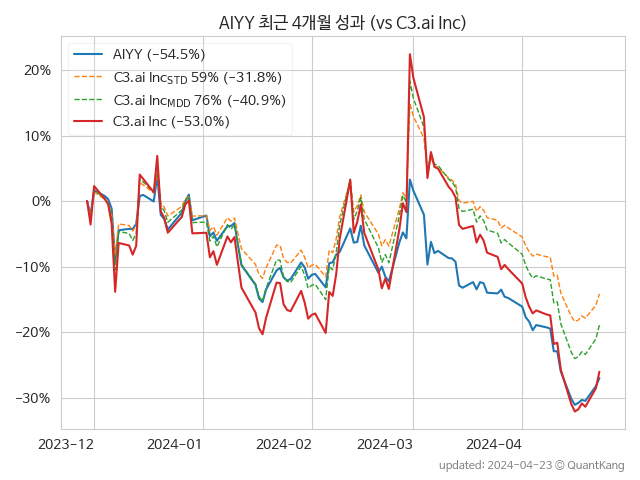 AIYY 최근 4개월 성과 (vs C3.ai Inc)
AIYY (−54.5%)
C3.ai Inc_STD 59% (−31.8%)
C3.ai Inc_MDD 76% (−40.9%)
C3.ai Inc (−53.0%)
20%
10%
0%
−10%
−20%
−30%
2023-12
2024-01
2024-02
2024-03
2024-04
updated: 2024-04-23 © QuantKang